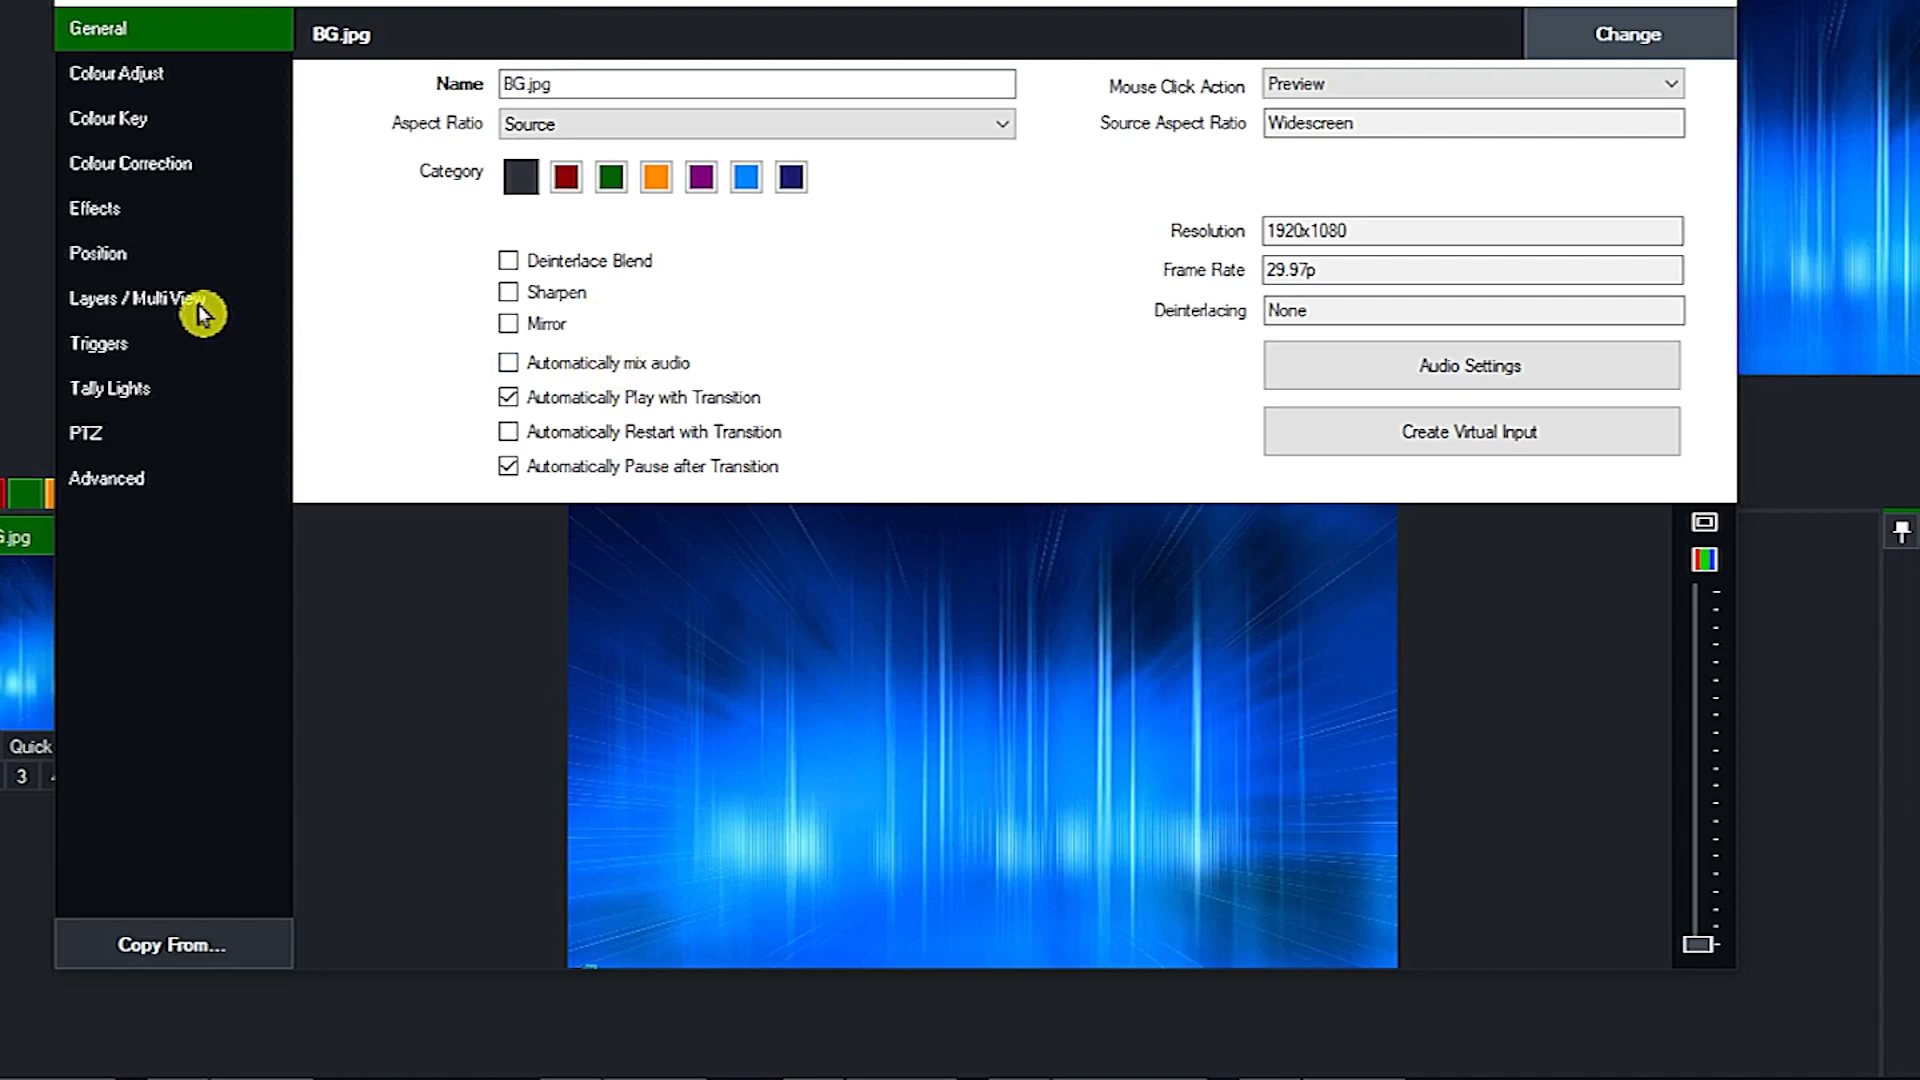 General
Colour Adjust
Colour Key
Colour Correction
Effects
Position
Layers / Multi View
Triggers
Tally Lights
PTZ
Advanced
Copy From...
BG.jpg
Change
Name BG.jpg
Aspect Ratio Source
Category
Deinterlace Blend
Sharpen
Mirror
Automatically mix audio
Automatically Play with Transition
Automatically Restart with Transition
Automatically Pause after Transition
Mouse Click Action Preview
Source Aspect Ratio Widescreen
Resolution 1920x1080
Frame Rate 29.97p
Deinterlacing None
Audio Settings
Create Virtual Input
G.jpg
Quick
3